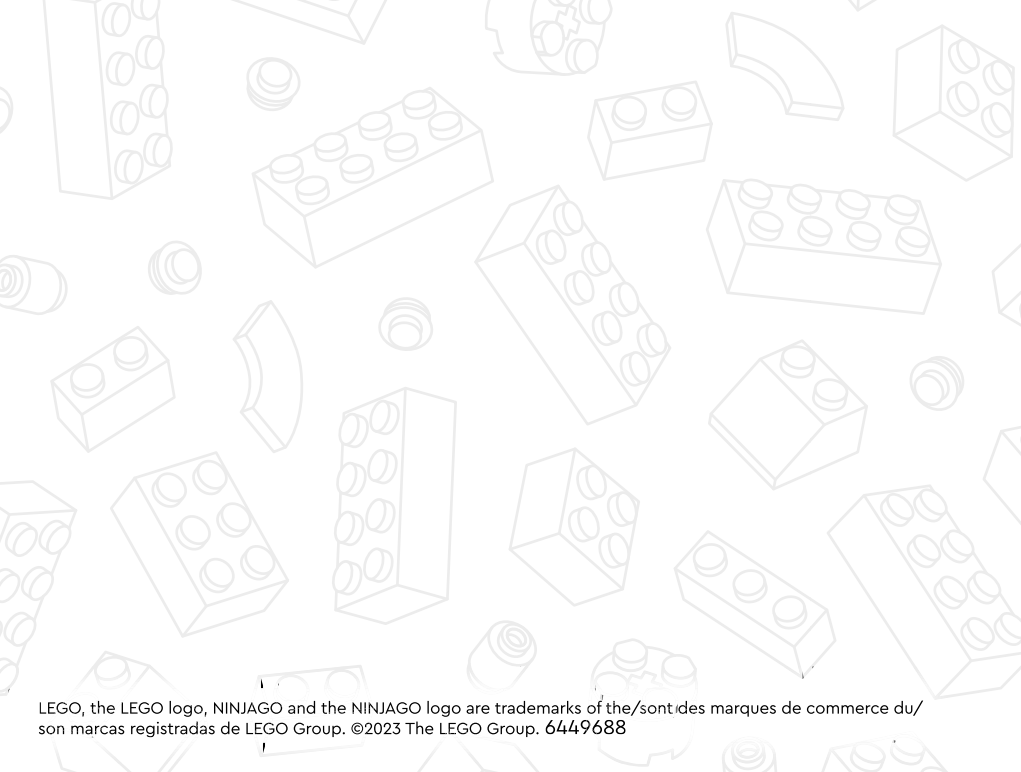 LEGO, the LEGO logo, NINJAGO and the NINJAGO logo are trademarks of the/sont des marques de commerce du/
son marcas registradas de LEGO Group. ©2023 The LEGO Group. 6449688